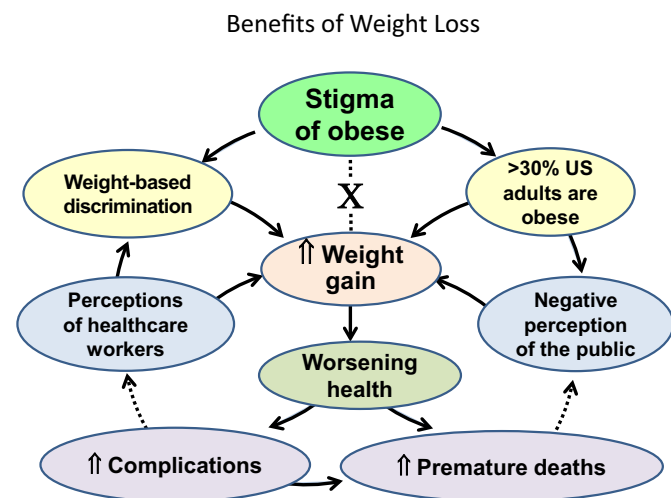 Benefits of Weight Loss
Stigma
of obese
Weight-based
discrimination
X
>30% US
adults are
obese
⇑ Weight
gain
Perceptions
of healthcare
workers
Negative
perception
of the public
Worsening
health
⇑ Complications
⇑ Premature deaths